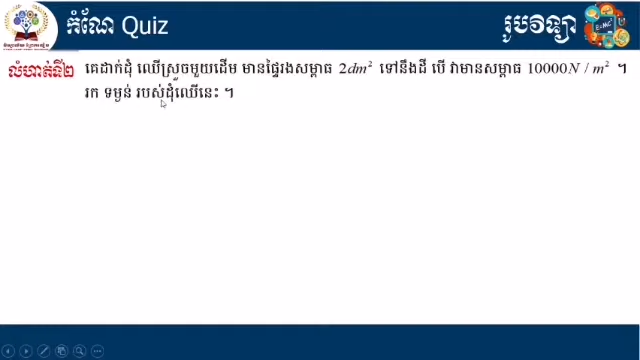 កំណែ Quiz
រូបវិទ្យា
E=MC²
លំហាត់ទី២
គេដាក់ដុំ ឈើស្រួចមួយដើម មានផ្ទៃរងសម្ពាធ 2dm² ទៅនឹងដី បើ វាមានសម្ពាធ 10000N / m² ។
រក ទម្ងន់ របស់ដុំឈើនេះ ។